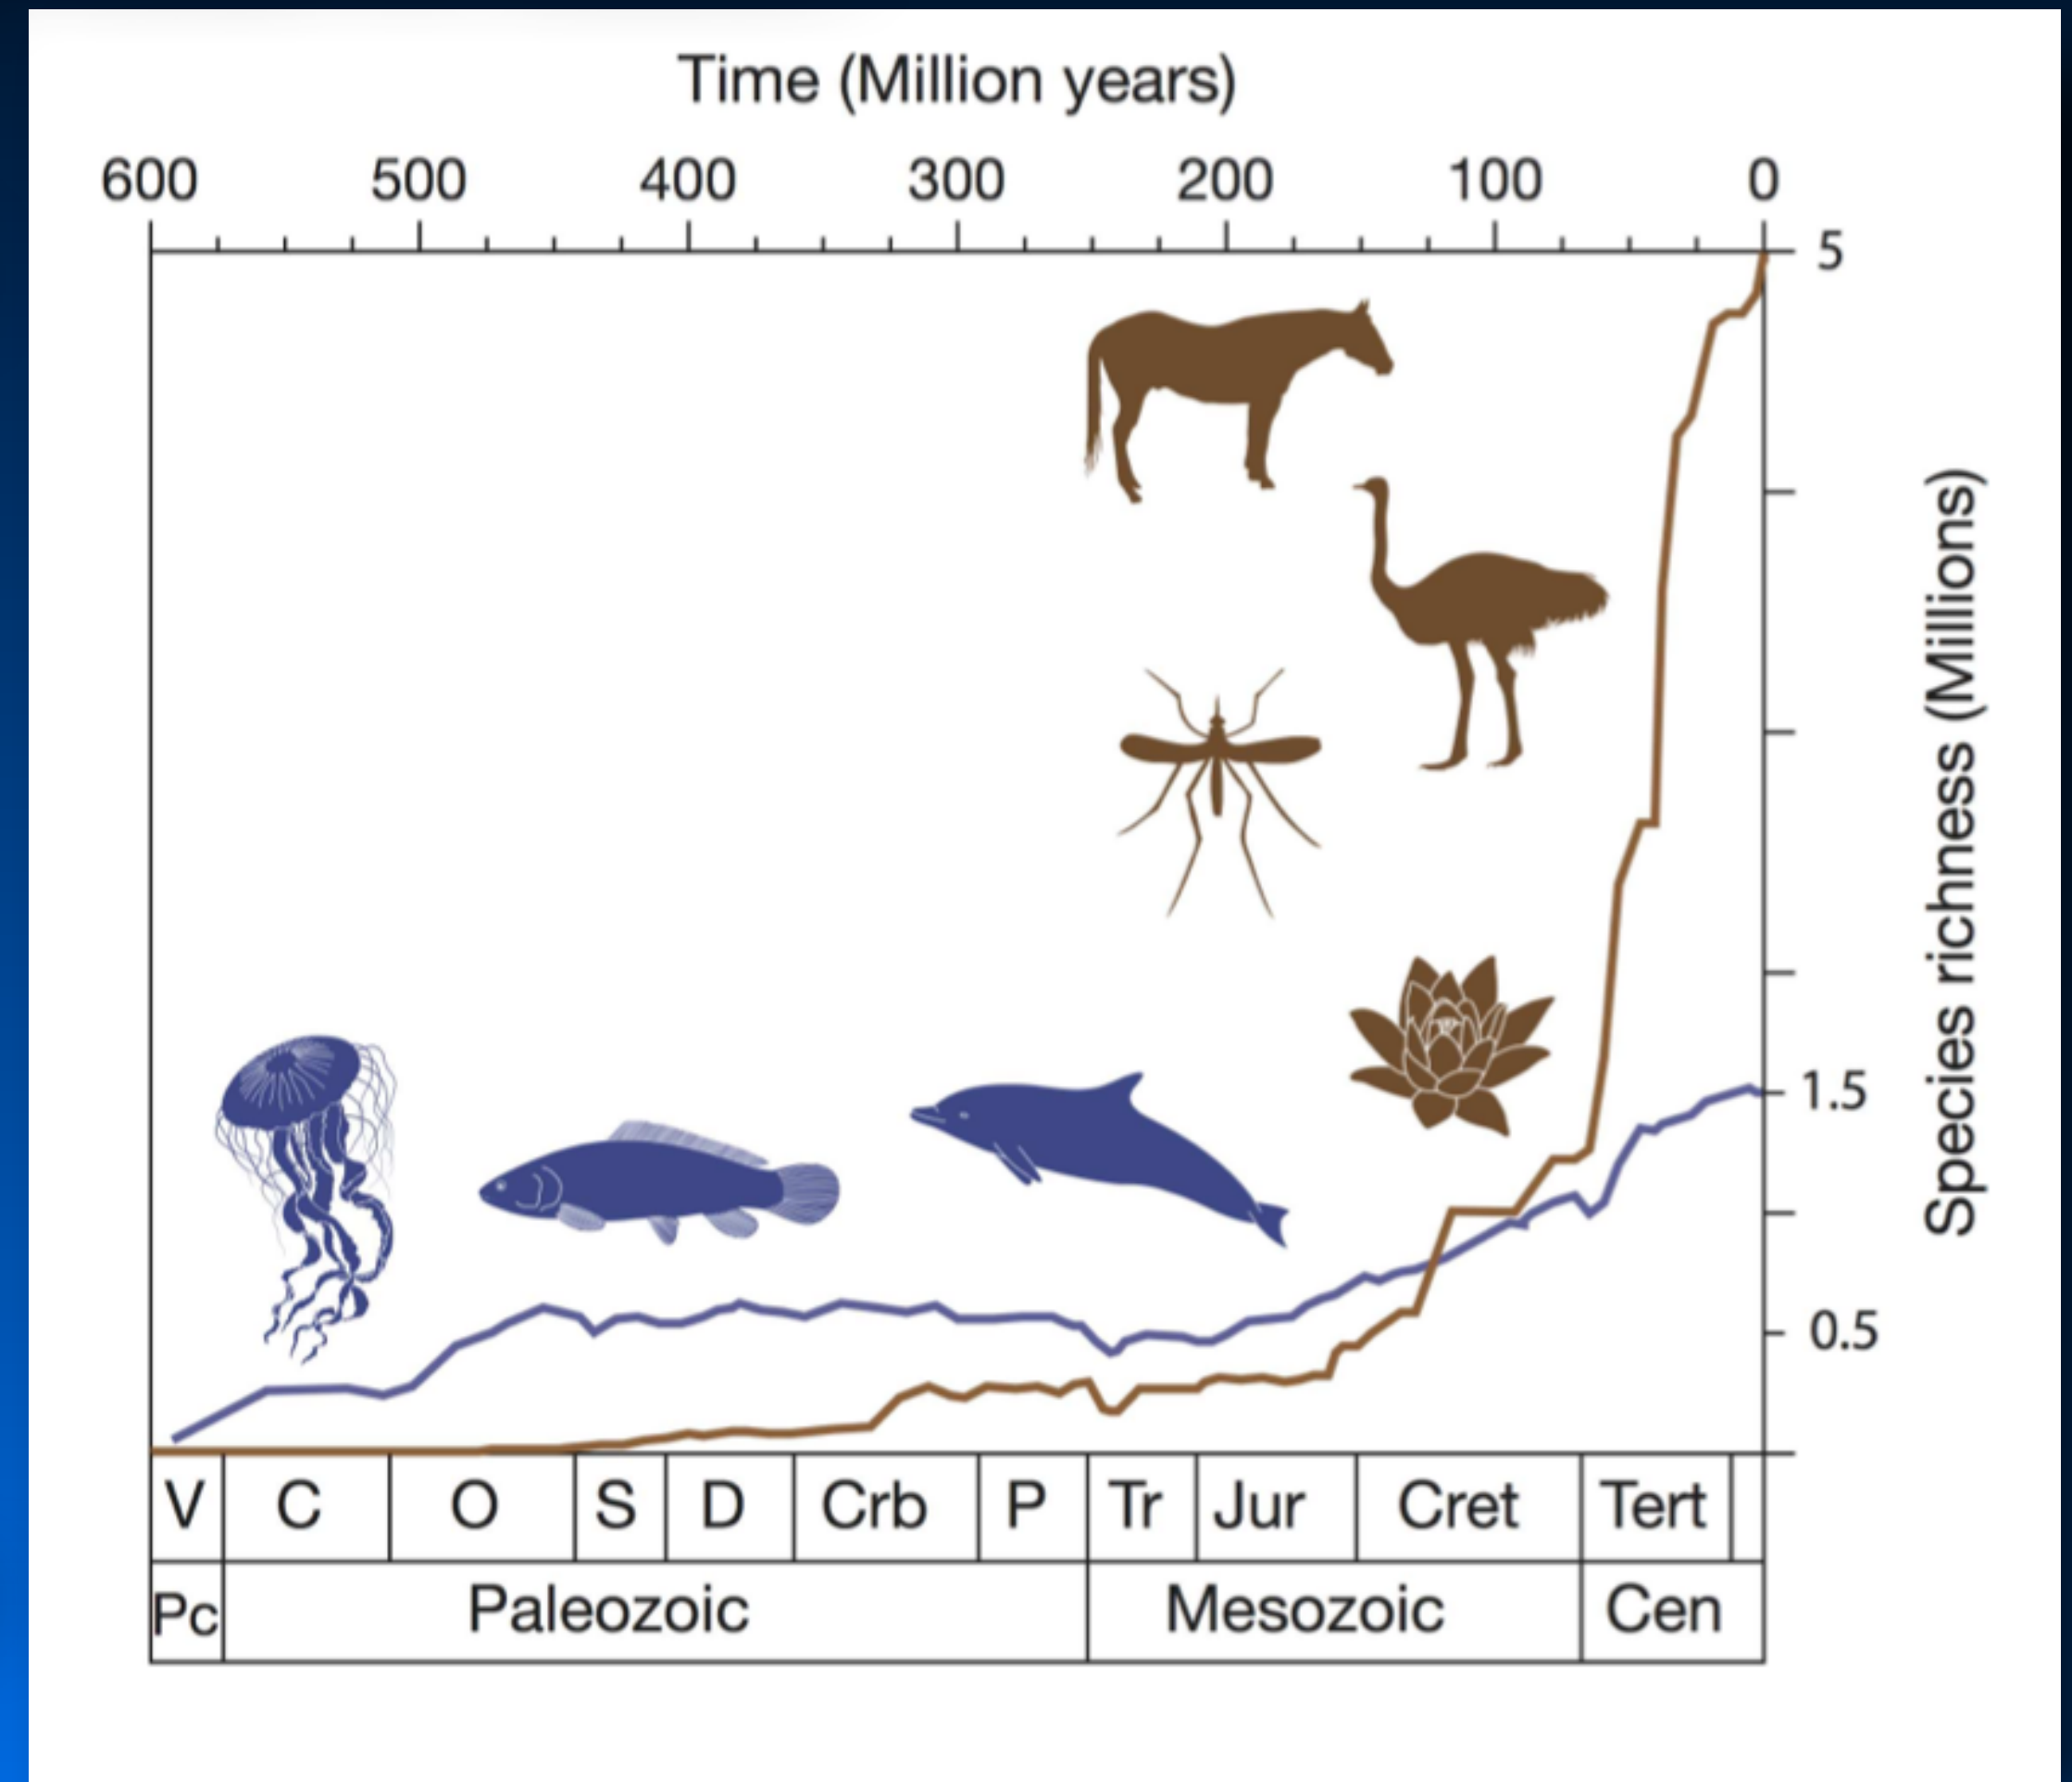 Time (Million years)
600 500 400 300 200 100 0
5
1.5
0.5
Species richness (Millions)
V C O S D Crb P Tr Jur Cret Tert
Pc Paleozoic Mesozoic Cen